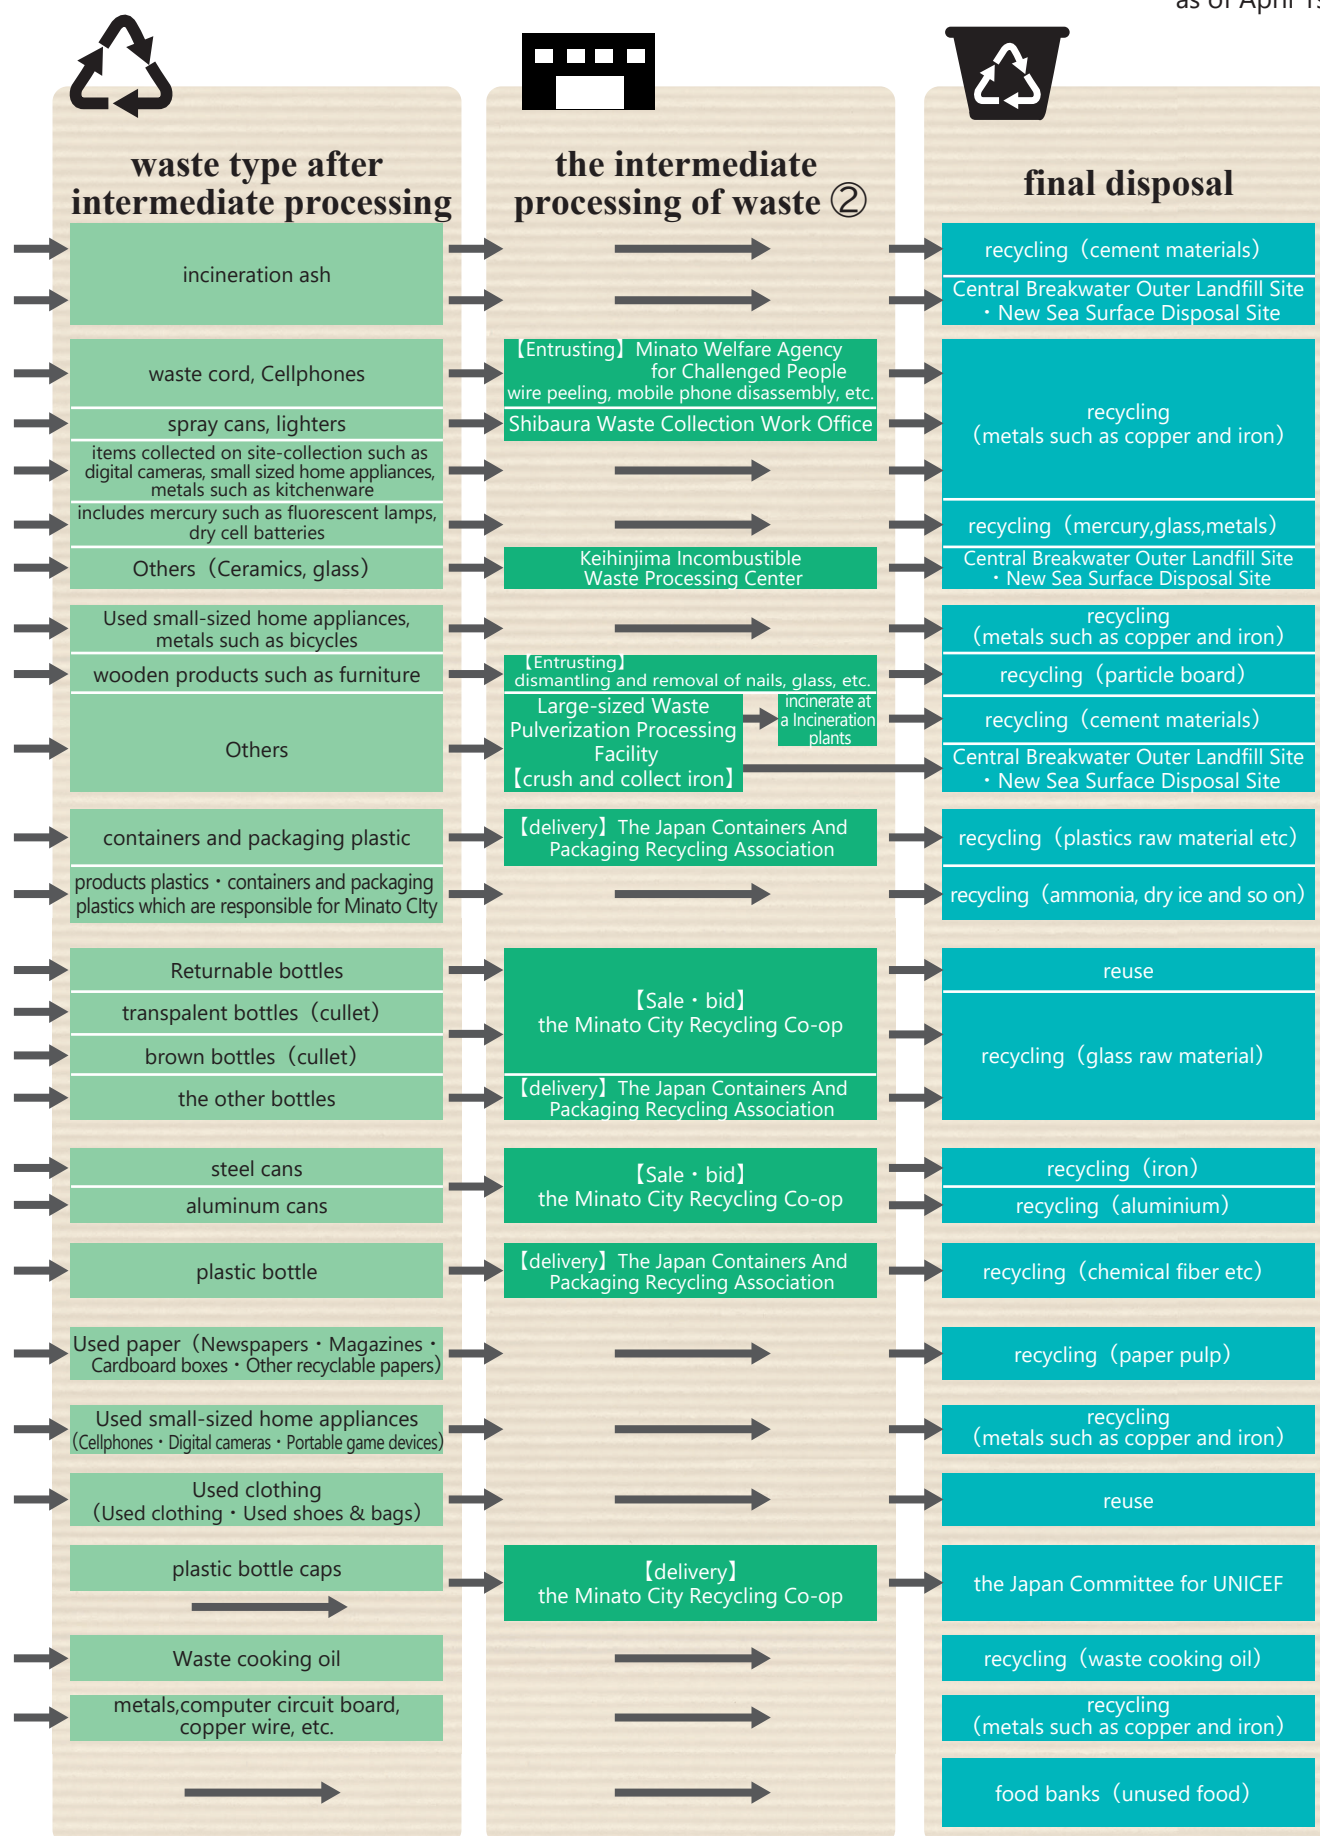 as of April 1s
waste type after
intermediate processing
the intermediate
processing of waste ②
final disposal
incineration ash
recycling（cement materials）
Central Breakwater Outer Landfill Site
・New Sea Surface Disposal Site
waste cord, Cellphones
【Entrusting】Minato Welfare Agency
for Challenged People
wire peeling, mobile phone disassembly, etc.
recycling
（metals such as copper and iron）
spray cans, lighters
Shibaura Waste Collection Work Office
items collected on site-collection such as
digital cameras, small sized home appliances,
metals such as kitchenware
includes mercury such as fluorescent lamps,
dry cell batteries
recycling（mercury,glass,metals）
Others（Ceramics, glass）
Keihinjima Incombustible
Waste Processing Center
Central Breakwater Outer Landfill Site
・New Sea Surface Disposal Site
Used small-sized home appliances,
metals such as bicycles
recycling
（metals such as copper and iron）
wooden products such as furniture
【Entrusting】
dismantling and removal of nails, glass, etc.
recycling（particle board）
Others
Large-sized Waste
Pulverization Processing
Facility
【crush and collect iron】
incinerate at
a Incineration
plants
recycling（cement materials）
Central Breakwater Outer Landfill Site
・New Sea Surface Disposal Site
containers and packaging plastic
【delivery】The Japan Containers And
Packaging Recycling Association
recycling（plastics raw material etc）
products plastics・containers and packaging
plastics which are responsible for Minato CIty
recycling（ammonia, dry ice and so on）
Returnable bottles
【Sale・bid】
the Minato City Recycling Co-op
reuse
transpalent bottles（cullet）
brown bottles（cullet）
recycling（glass raw material）
the other bottles
【delivery】The Japan Containers And
Packaging Recycling Association
steel cans
【Sale・bid】
the Minato City Recycling Co-op
recycling（iron）
aluminum cans
recycling（aluminium）
plastic bottle
【delivery】The Japan Containers And
Packaging Recycling Association
recycling（chemical fiber etc）
Used paper（Newspapers・Magazines・
Cardboard boxes・Other recyclable papers）
recycling（paper pulp）
Used small-sized home appliances
（Cellphones・Digital cameras・Portable game devices）
recycling
（metals such as copper and iron）
Used clothing
（Used clothing・Used shoes & bags）
reuse
plastic bottle caps
【delivery】
the Minato City Recycling Co-op
the Japan Committee for UNICEF
Waste cooking oil
recycling（waste cooking oil）
metals,computer circuit board,
copper wire, etc.
recycling
（metals such as copper and iron）
food banks（unused food）